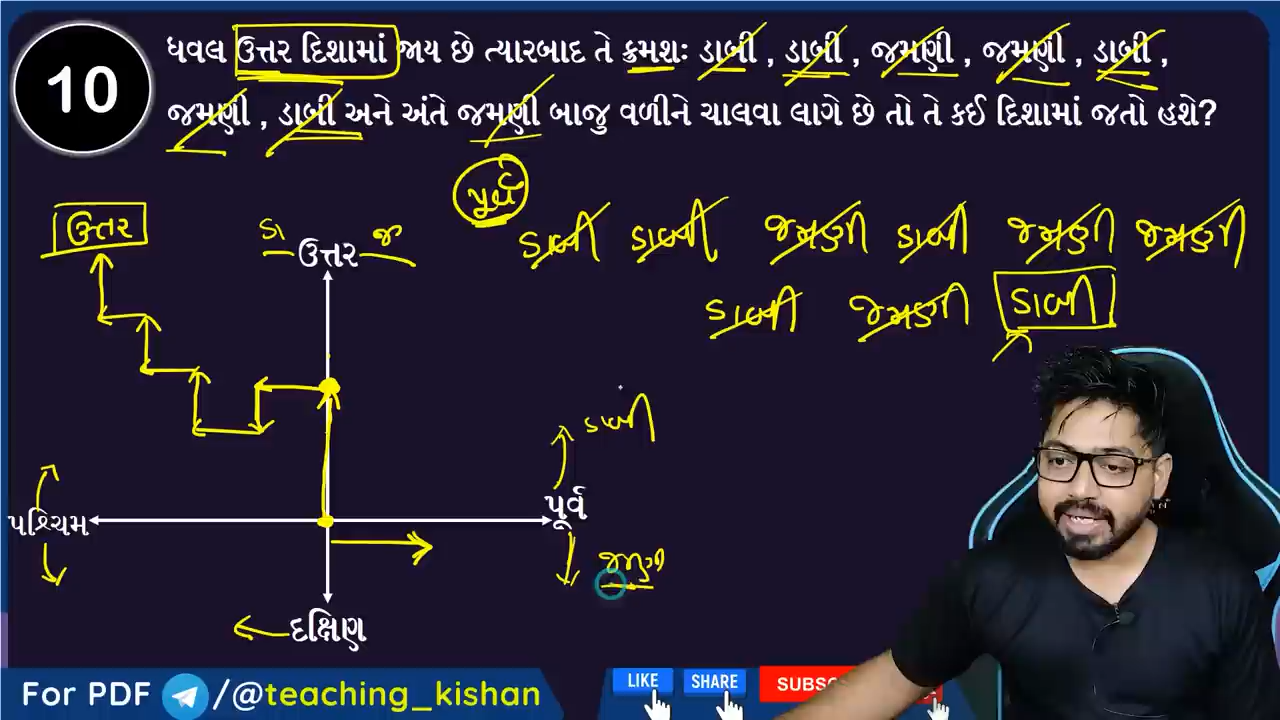 10
ધવલ ઉત્તર દિશામાં જાય છે ત્યારબાદ તે ક્રમશઃ ડાબી , ડાબી , જમણી , જમણી , ડાબી ,
જમણી , ડાબી અને અંતે જમણી બાજુ વળીને ચાલવા લાગે છે તો તે કઈ દિશામાં જતો હશે?
પૂર્વ
ઉત્તર
ડા
ઉત્તર
જ
ડાબી ડાબી જમણી ડાબી જમણી જમણી
ડાબી જમણી ડાબી
ડાબી
પશ્ચિમ
પૂર્વ
જમણી
દક્ષિણ
For PDF /@teaching_kishan
LIKE
SHARE